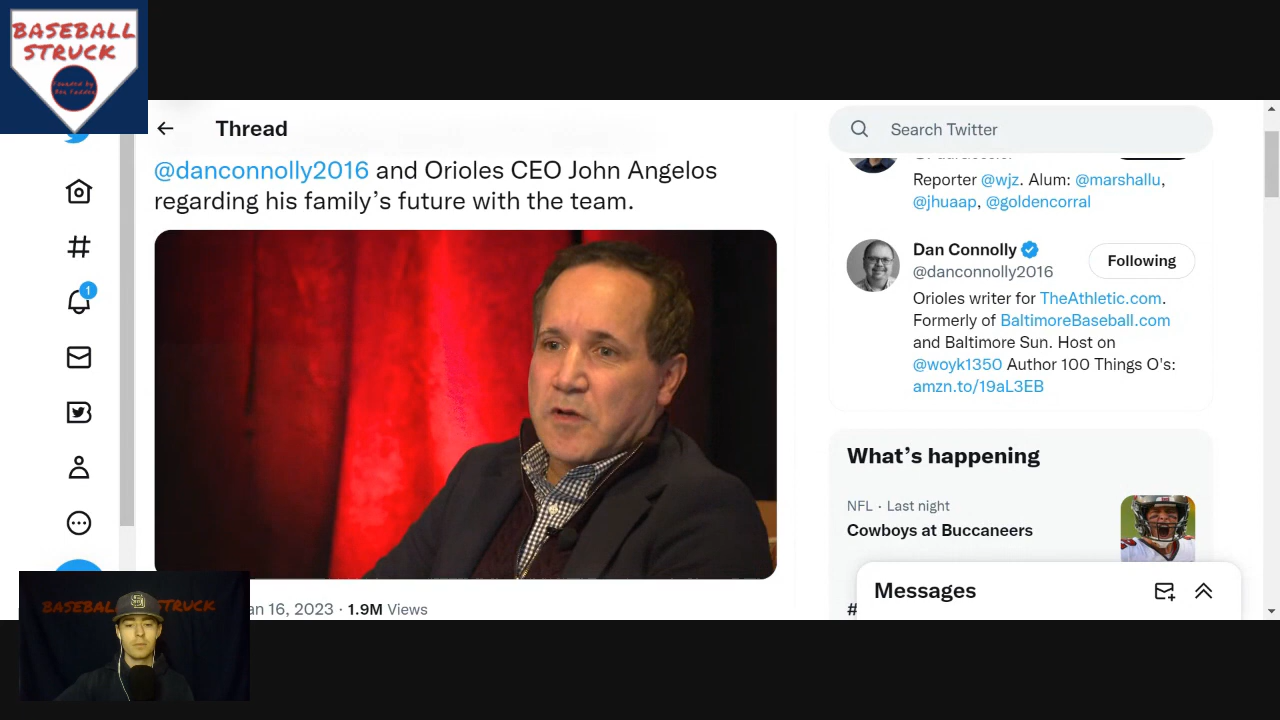 BASEBALL
STRUCK
Thread
@danconnolly2016 and Orioles CEO John Angelos
regarding his family’s future with the team.
an 16, 2023 · 1.9M Views
Search Twitter
Reporter @wjz. Alum: @marshallu,
@jhuaap, @goldencorral
Dan Connolly
@danconnolly2016
Following
Orioles writer for TheAthletic.com.
Formerly of BaltimoreBaseball.com
and Baltimore Sun. Host on
@woyk1350 Author 100 Things O's:
amzn.to/19aL3EB
What’s happening
NFL · Last night
Cowboys at Buccaneers
#
Messages
1
BASEBAL STRUCK